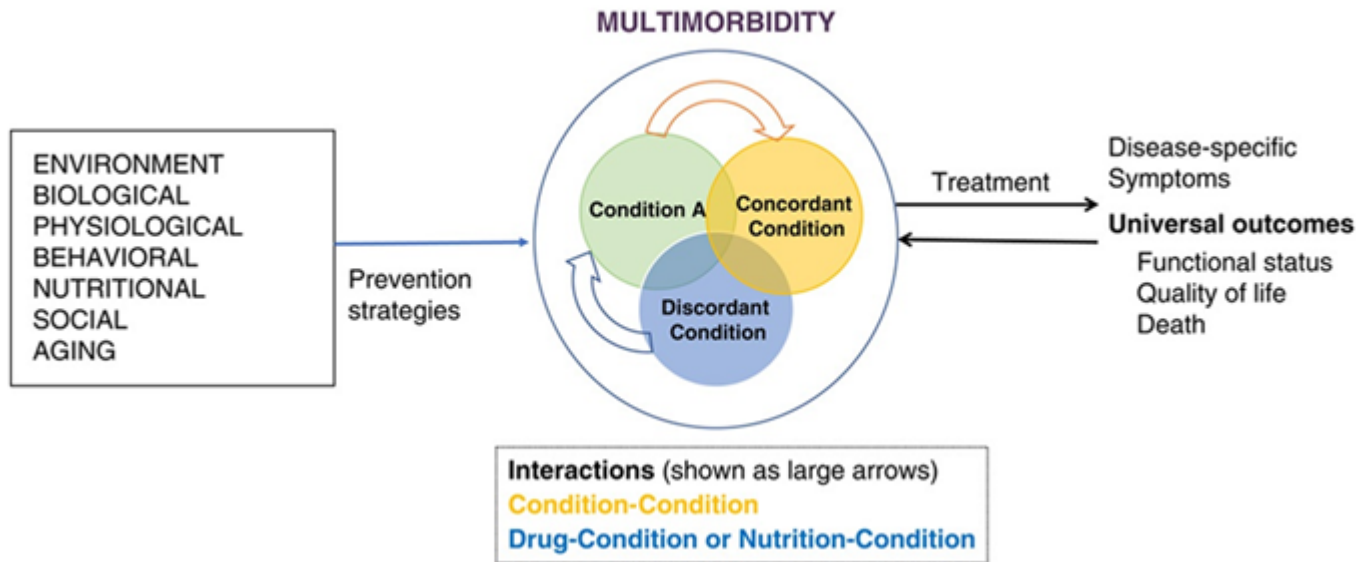 MULTIMORBIDITY
ENVIRONMENT
BIOLOGICAL
PHYSIOLOGICAL
BEHAVIORAL
NUTRITIONAL
SOCIAL
AGING
Prevention
strategies
Condition A
Concordant
Condition
Discordant
Condition
Treatment
Disease-specific
Symptoms
Universal outcomes
Functional status
Quality of life
Death
Interactions (shown as large arrows)
Condition-Condition
Drug-Condition or Nutrition-Condition